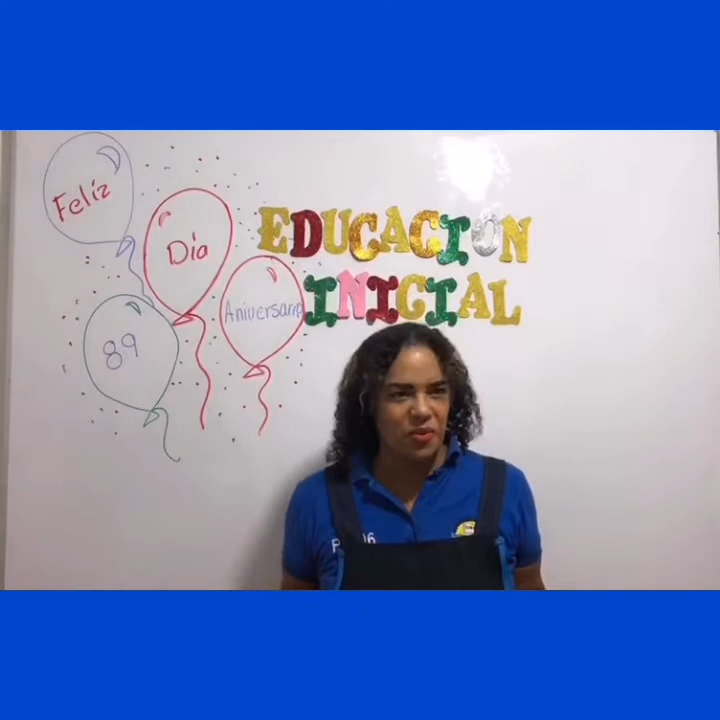 Feliz
Día
Aniversario
89
EDUCACION
INICIAL